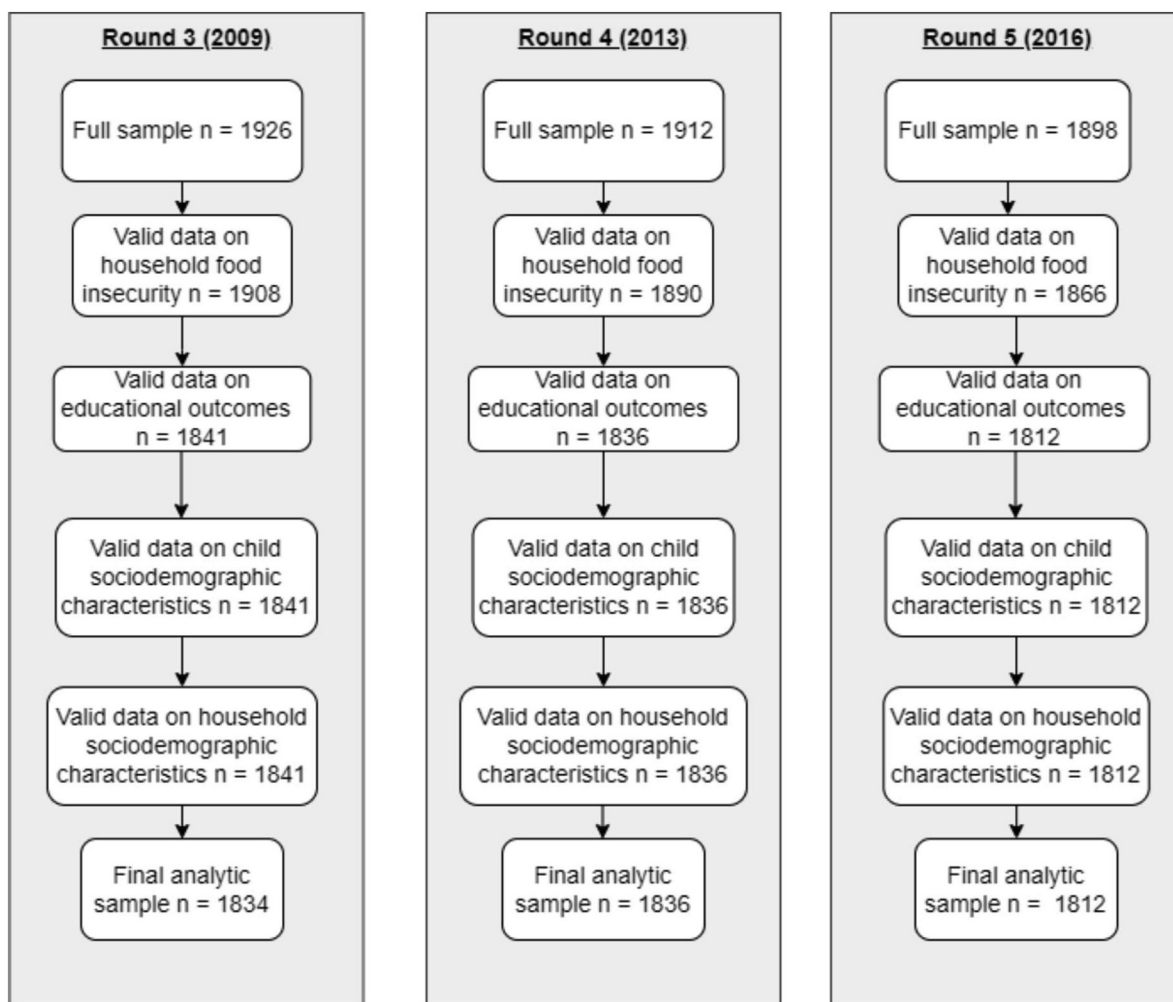 Round 3 (2009)
Full sample n = 1926
Valid data on
household food
insecurity n = 1908
Valid data on
educational outcomes
n = 1841
Valid data on child
sociodemographic
characteristics n = 1841
Valid data on household
sociodemographic
characteristics n = 1841
Final analytic
sample n = 1834
Round 4 (2013)
Full sample n = 1912
Valid data on
household food
insecurity n = 1890
Valid data on
educational outcomes
n = 1836
Valid data on child
sociodemographic
characteristics n = 1836
Valid data on household
sociodemographic
characteristics n = 1836
Final analytic
sample n = 1836
Round 5 (2016)
Full sample n = 1898
Valid data on
household food
insecurity n = 1866
Valid data on
educational outcomes
n = 1812
Valid data on child
sociodemographic
characteristics n = 1812
Valid data on household
sociodemographic
characteristics n = 1812
Final analytic
sample n = 1812